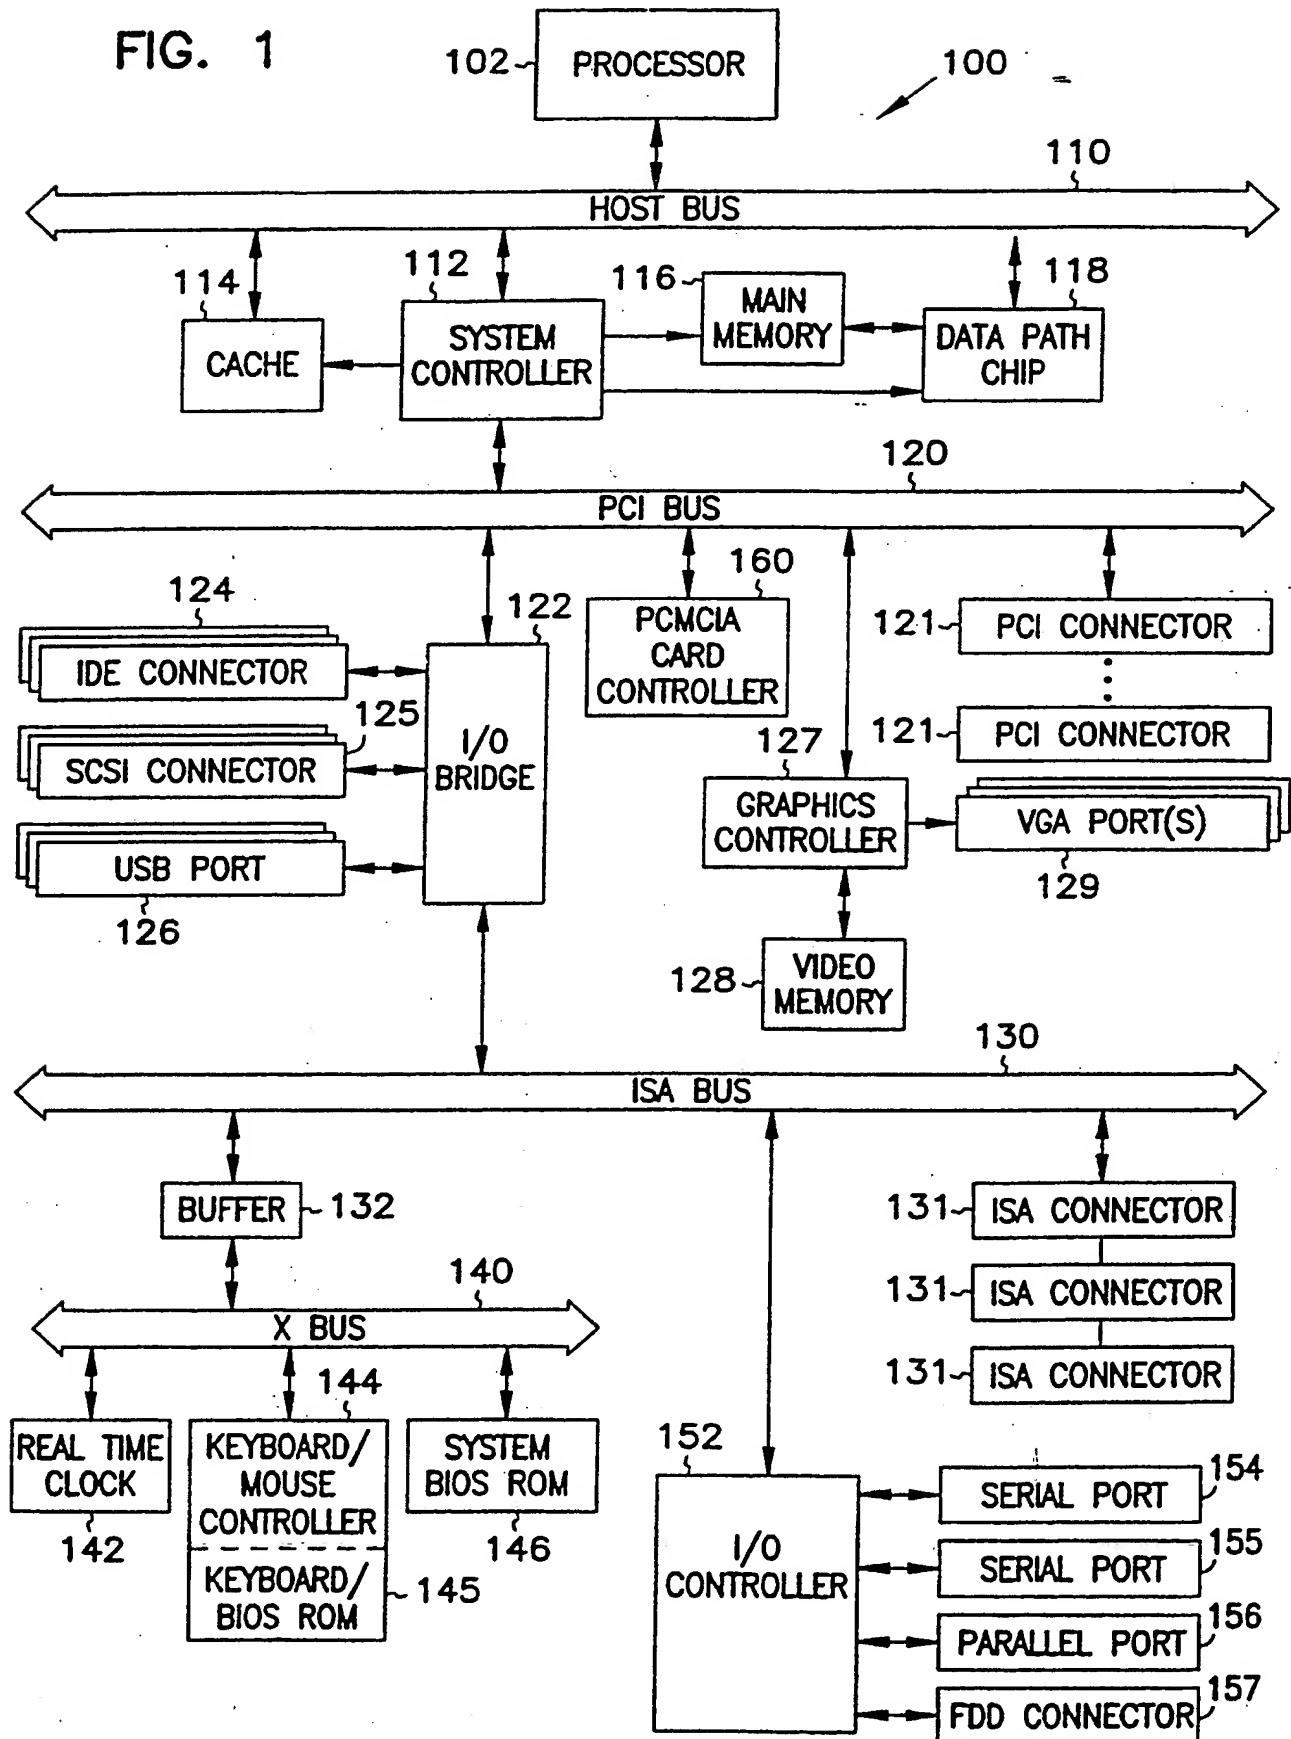 FIG. 1
102
PROCESSOR
100
110
HOST BUS
114
112
116
118
CACHE
SYSTEM
CONTROLLER
MAIN
MEMORY
DATA PATH
CHIP
120
PCI BUS
124
122
160
IDE CONNECTOR
PCMCIA
CARD
CONTROLLER
121
PCI CONNECTOR
125
SCSI CONNECTOR
I/O
BRIDGE
121
PCI CONNECTOR
127
USB PORT
126
GRAPHICS
CONTROLLER
VGA PORT(S)
129
128
VIDEO
MEMORY
130
ISA BUS
BUFFER
132
131
ISA CONNECTOR
131
ISA CONNECTOR
131
ISA CONNECTOR
140
X BUS
144
REAL TIME
CLOCK
142
KEYBOARD/
MOUSE
CONTROLLER
KEYBOARD/
BIOS ROM
145
SYSTEM
BIOS ROM
146
152
I/O
CONTROLLER
SERIAL PORT
154
SERIAL PORT
155
PARALLEL PORT
156
FDD CONNECTOR
157